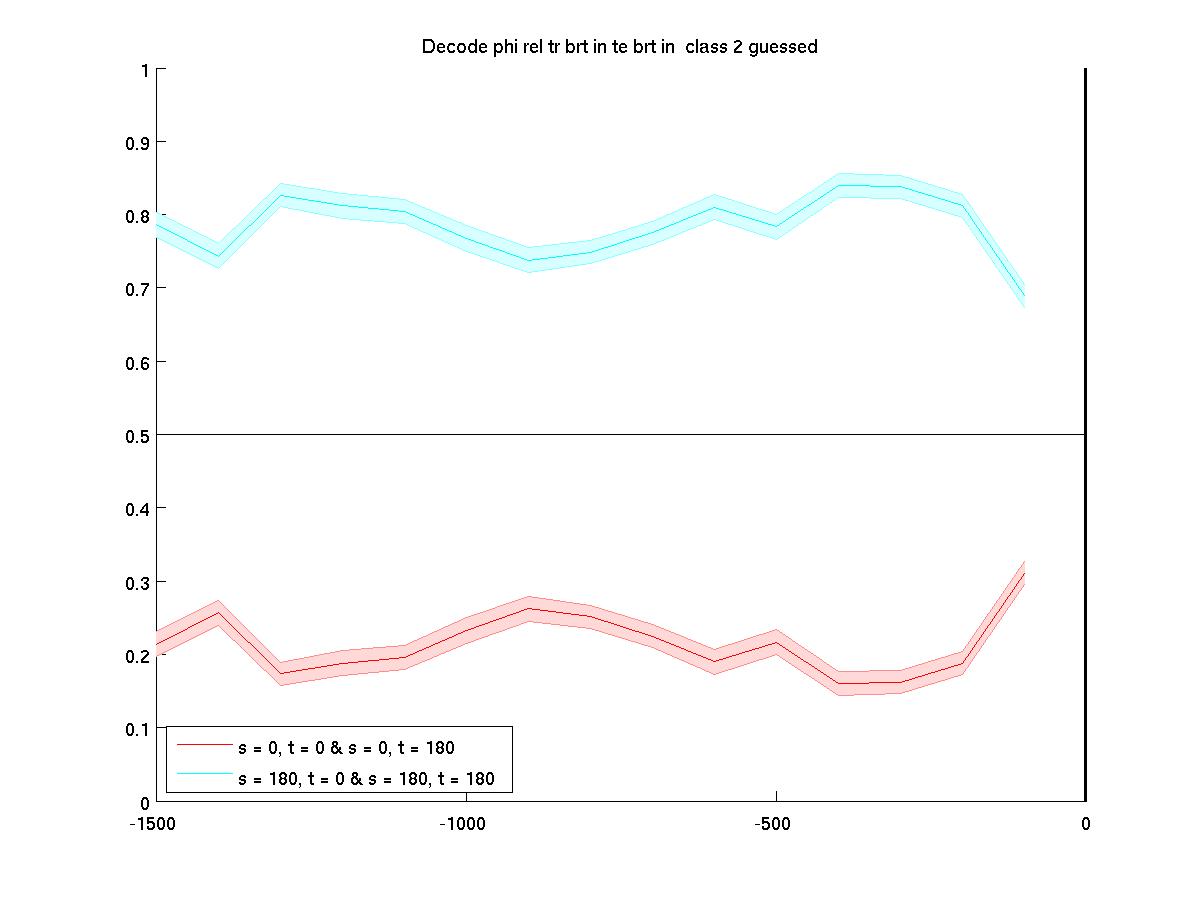 Decode phi rel tr brt in te brt in  class 2 guessed
1
0.9
0.8
0.7
0.6
0.5
0.4
0.3
0.2
0.1
0
s = 0, t = 0 & s = 0, t = 180
s = 180, t = 0 & s = 180, t = 180
-1500 -1000 -500 0